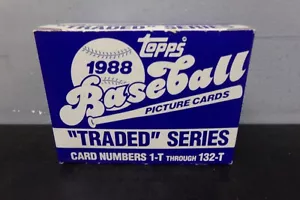 Topps
1988
Baseball
PICTURE CARDS
"TRADED" SERIES
CARD NUMBERS 1-T THROUGH 132-T